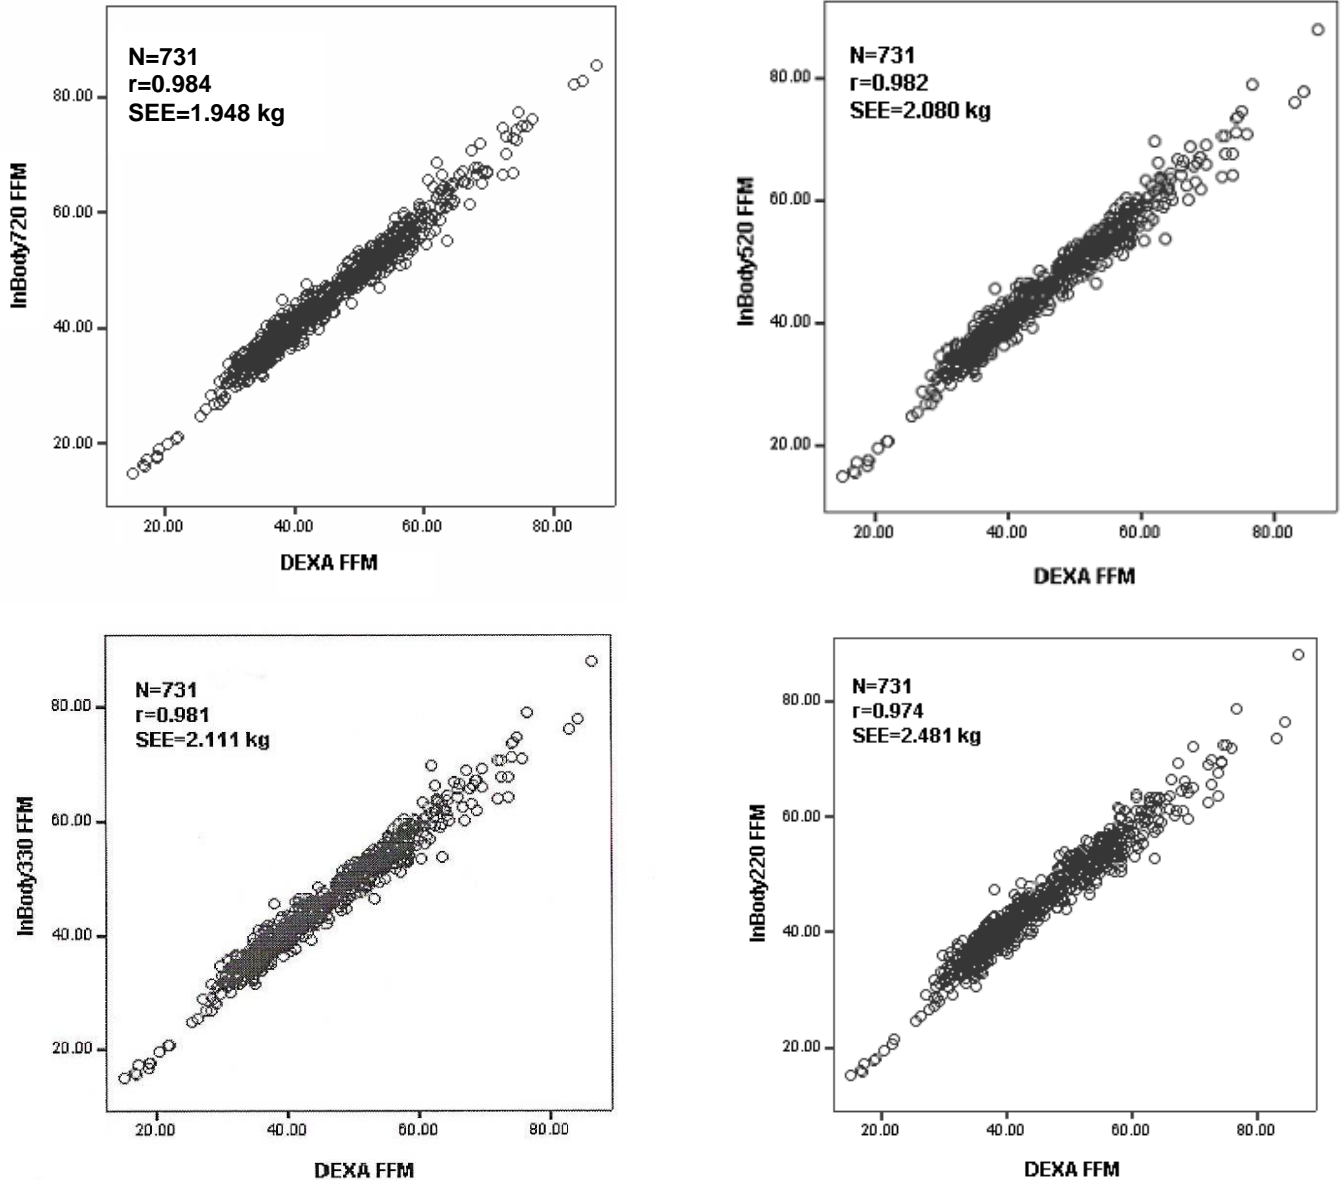 N=731
r=0.984
SEE=1.948 kg
80.00
60.00
40.00
20.00
InBody720 FFM
20.00 40.00 60.00 80.00
DEXA FFM
N=731
r=0.982
SEE=2.080 kg
80.00
60.00
40.00
20.00
InBody520 FFM
20.00 40.00 60.00 80.00
DEXA FFM
N=731
r=0.981
SEE=2.111 kg
80.00
60.00
40.00
20.00
InBody330 FFM
20.00 40.00 60.00 80.00
DEXA FFM
N=731
r=0.974
SEE=2.481 kg
80.00
60.00
40.00
20.00
InBody220 FFM
20.00 40.00 60.00 80.00
DEXA FFM